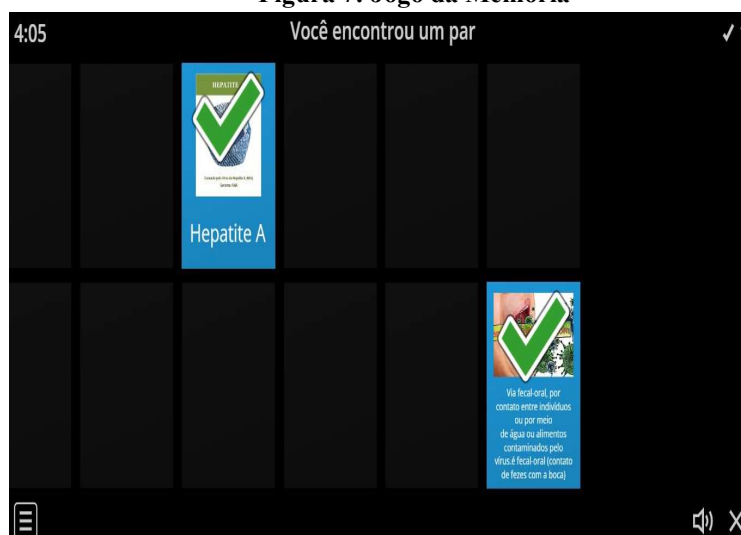 Figura 7. Jogo da Memória
4:05
Você encontrou um par
HEPATITE
Hepatite A
Via fecal-oral, por
contato entre indivíduos
ou por meio
de água ou alimentos
contaminados pelo
vírus.é fecal-oral (contato
de fezes com a boca)